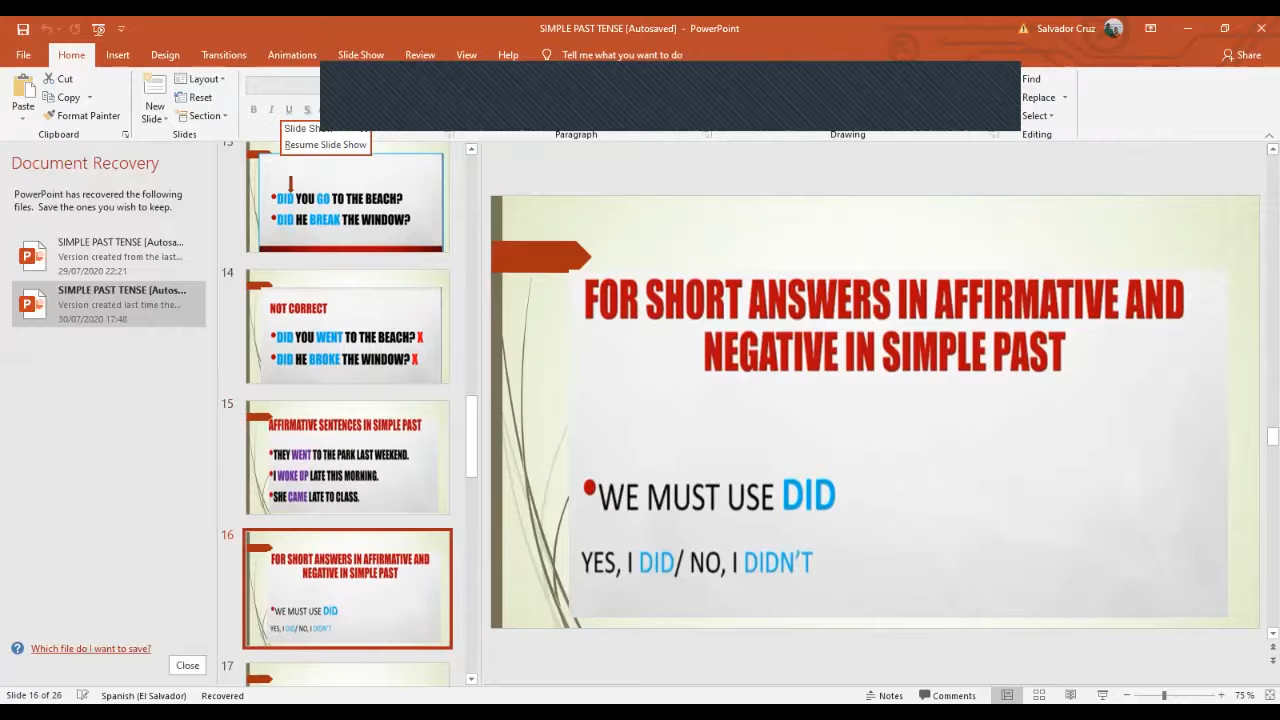 SIMPLE PAST TENSE [Autosaved] - PowerPoint
Salvador Cruz
File Home Insert Design Transitions Animations Slide Show Review View Help Tell me what you want to do Share
Paste
Cut
Copy
Format Painter
Clipboard
New
Slide
Layout
Reset
Section
Slides
B I U S
Paragraph
Drawing
Find
Replace
Select
Editing
Resume Slide Show
Document Recovery
PowerPoint has recovered the following
files. Save the ones you wish to keep.
SIMPLE PAST TENSE [Autosa...
Version created from the last...
29/07/2020 22:21
SIMPLE PAST TENSE [Autos...
Version created last time the...
30/07/2020 17:48
Which file do I want to save?
Close
•DID YOU GO TO THE BEACH?
•DID HE BREAK THE WINDOW?
14
NOT CORRECT
•DID YOU WENT TO THE BEACH? X
•DID HE BROKE THE WINDOW? X
15
AFFIRMATIVE SENTENCES IN SIMPLE PAST
•THEY WENT TO THE PARK LAST WEEKEND.
•I WOKE UP LATE THIS MORNING.
•SHE CAME LATE TO CLASS.
16
FOR SHORT ANSWERS IN AFFIRMATIVE AND
NEGATIVE IN SIMPLE PAST
•WE MUST USE DID
YES, I DID/ NO, I DIDN'T
17
FOR SHORT ANSWERS IN AFFIRMATIVE AND
NEGATIVE IN SIMPLE PAST
•WE MUST USE DID
YES, I DID/ NO, I DIDN'T
Slide 16 of 26 Spanish (El Salvador) Recovered Notes Comments 75 %